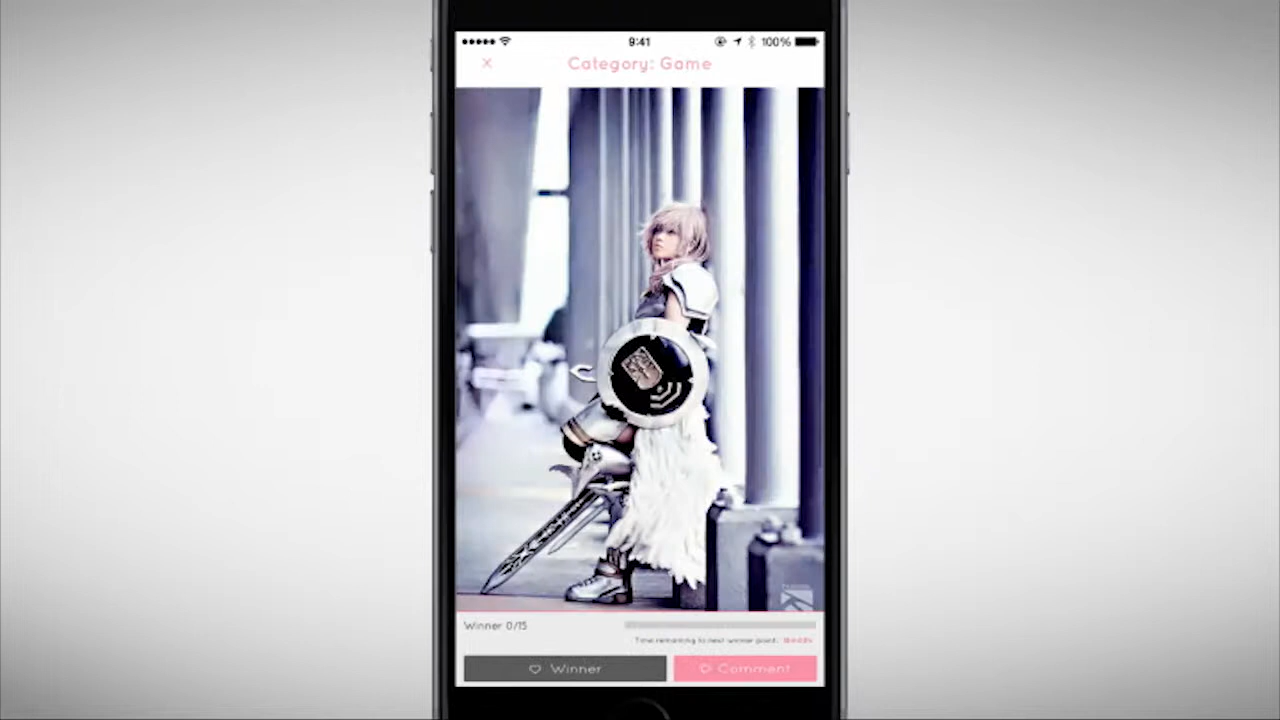 9:41 100%
Category: Game
Winner 0/15
Time remaining to next winner point:
Winner
Comment